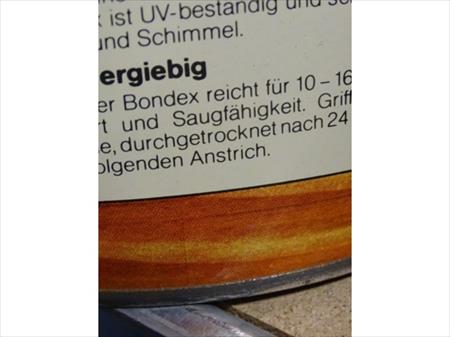 ist UV-beständig und
und Schimmel.
ergiebig
er Bondex reicht für 10 – 16
rt und Saugfähigkeit. Griff
e, durchgetrocknet nach 24
olgenden Anstrich.